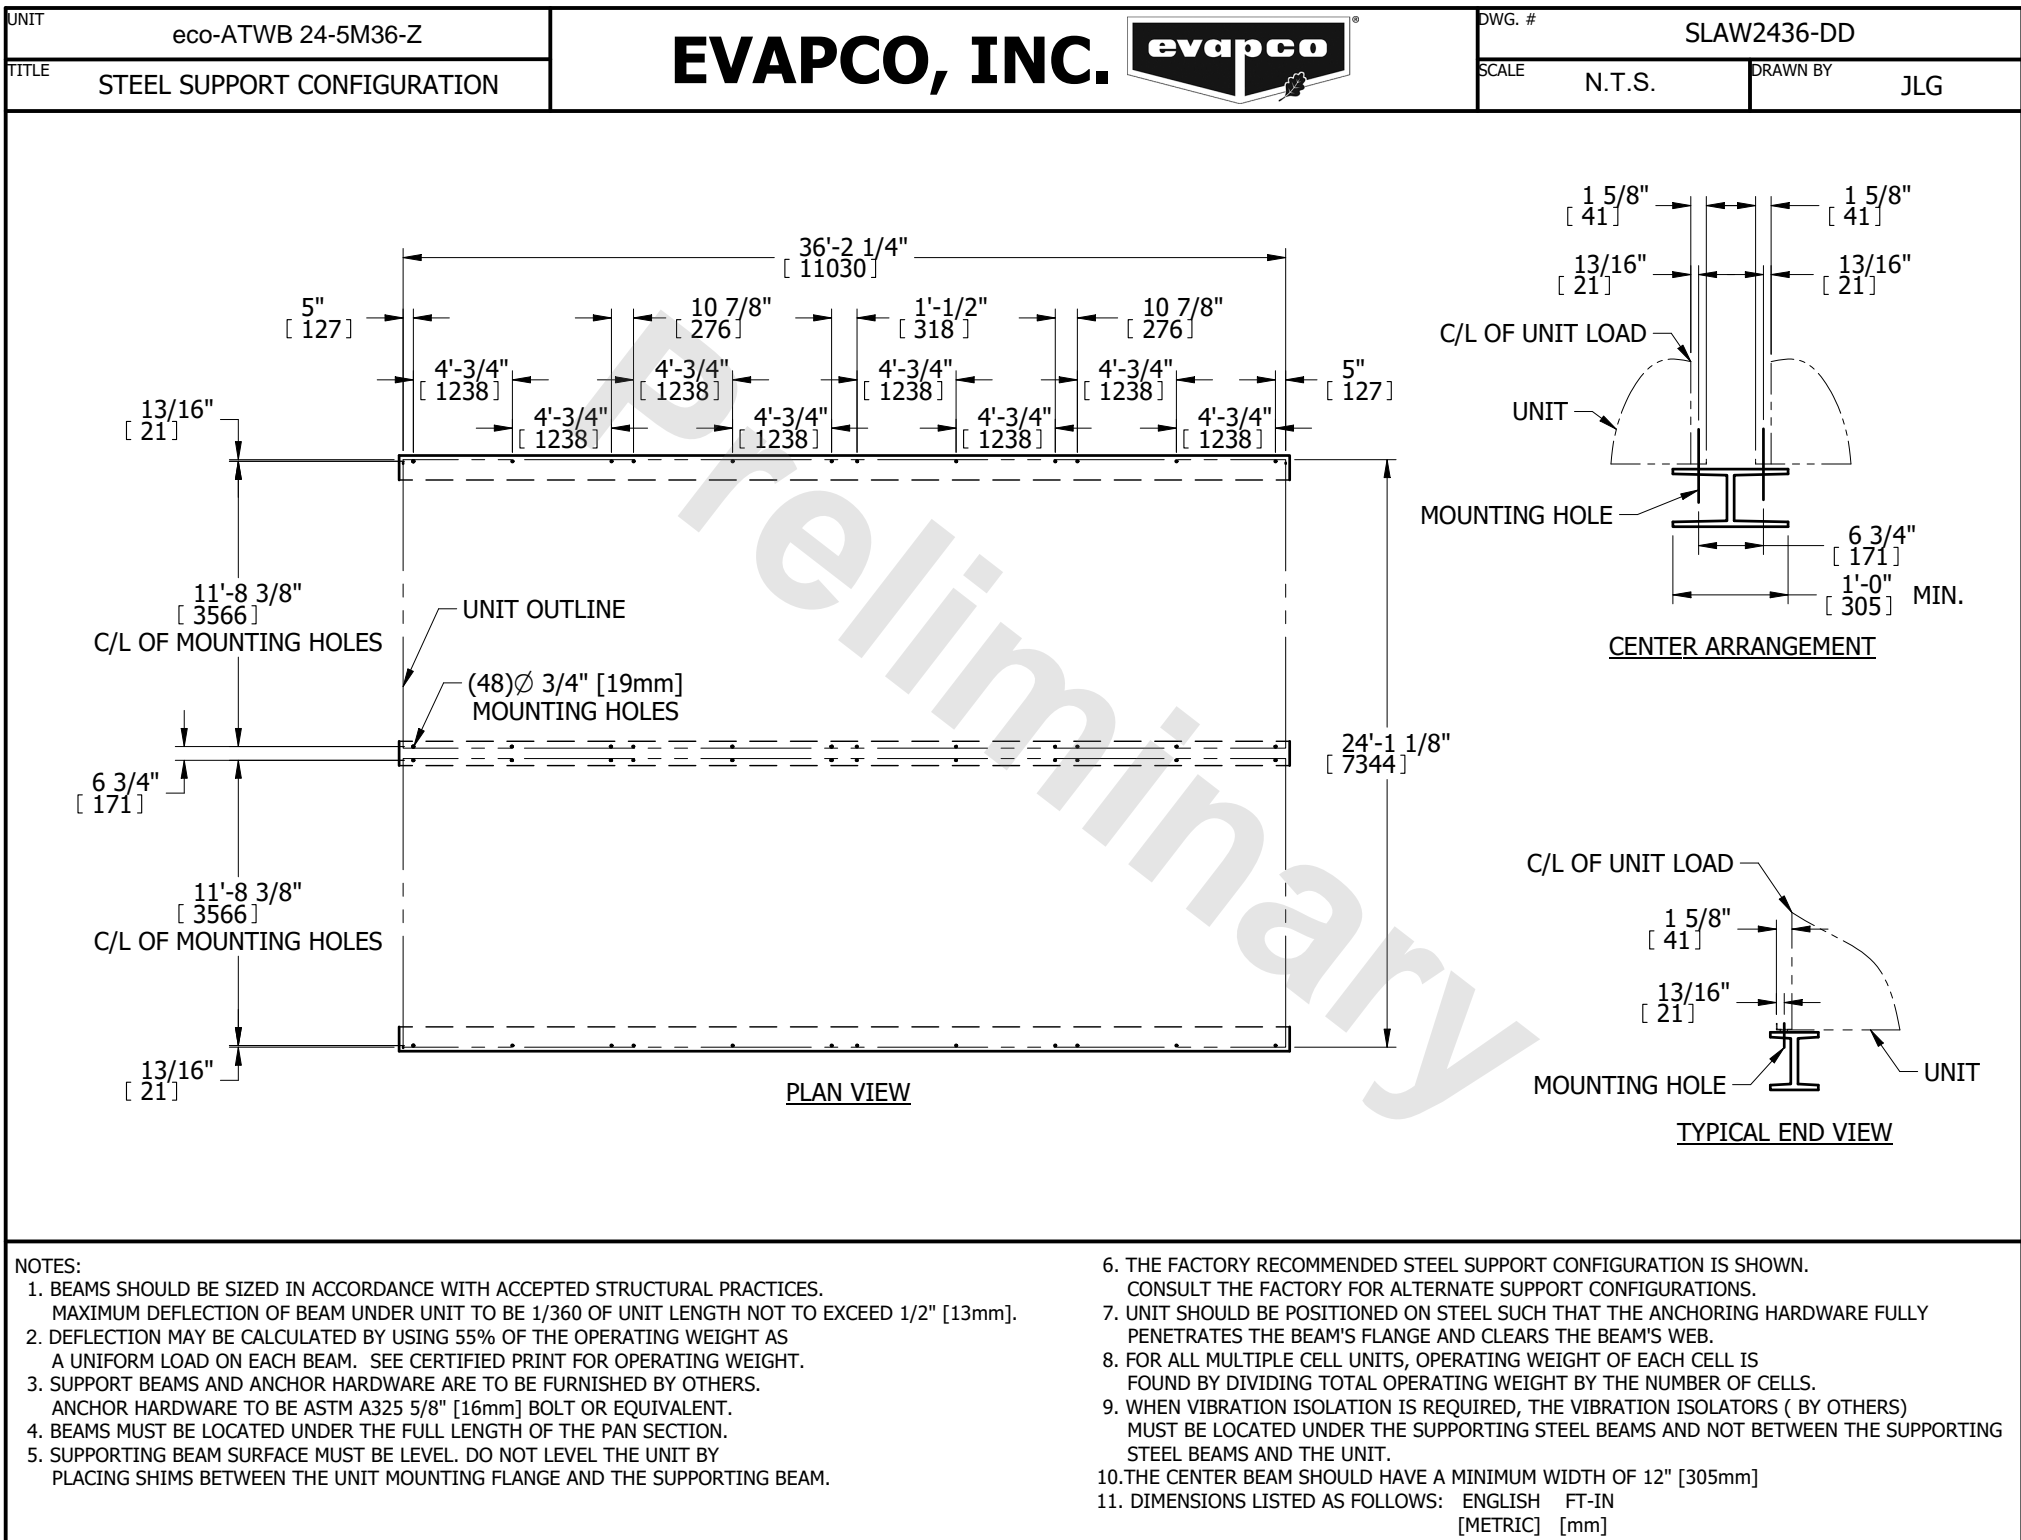 UNIT
eco-ATWB 24-5M36-Z
TITLE
STEEL SUPPORT CONFIGURATION
EVAPCO, INC.
evapco
®
DWG. #
SLAW2436-DD
SCALE
N.T.S.
DRAWN BY
JLG
36'-2 1/4"
[ 11030]
5"
[ 127]
10 7/8"
[ 276]
1'-1/2"
[ 318]
10 7/8"
[ 276]
4'-3/4"
[ 1238]
4'-3/4"
[ 1238]
4'-3/4"
[ 1238]
4'-3/4"
[ 1238]
5"
[ 127]
4'-3/4"
[ 1238]
4'-3/4"
[ 1238]
4'-3/4"
[ 1238]
4'-3/4"
[ 1238]
13/16"
[ 21]
11'-8 3/8"
[ 3566]
C/L OF MOUNTING HOLES
UNIT OUTLINE
(48)Ø 3/4" [19mm]
MOUNTING HOLES
6 3/4"
[ 171]
24'-1 1/8"
[ 7344]
11'-8 3/8"
[ 3566]
C/L OF MOUNTING HOLES
13/16"
[ 21]
PLAN VIEW
Preliminary
1 5/8"
[ 41]
1 5/8"
[ 41]
13/16"
[ 21]
13/16"
[ 21]
C/L OF UNIT LOAD
UNIT
MOUNTING HOLE
6 3/4"
[ 171]
1'-0"
[ 305] MIN.
CENTER ARRANGEMENT
C/L OF UNIT LOAD
1 5/8"
[ 41]
13/16"
[ 21]
MOUNTING HOLE
UNIT
TYPICAL END VIEW
NOTES:
1. BEAMS SHOULD BE SIZED IN ACCORDANCE WITH ACCEPTED STRUCTURAL PRACTICES.
MAXIMUM DEFLECTION OF BEAM UNDER UNIT TO BE 1/360 OF UNIT LENGTH NOT TO EXCEED 1/2" [13mm].
2. DEFLECTION MAY BE CALCULATED BY USING 55% OF THE OPERATING WEIGHT AS
A UNIFORM LOAD ON EACH BEAM. SEE CERTIFIED PRINT FOR OPERATING WEIGHT.
3. SUPPORT BEAMS AND ANCHOR HARDWARE ARE TO BE FURNISHED BY OTHERS.
ANCHOR HARDWARE TO BE ASTM A325 5/8" [16mm] BOLT OR EQUIVALENT.
4. BEAMS MUST BE LOCATED UNDER THE FULL LENGTH OF THE PAN SECTION.
5. SUPPORTING BEAM SURFACE MUST BE LEVEL. DO NOT LEVEL THE UNIT BY
PLACING SHIMS BETWEEN THE UNIT MOUNTING FLANGE AND THE SUPPORTING BEAM.
6. THE FACTORY RECOMMENDED STEEL SUPPORT CONFIGURATION IS SHOWN.
CONSULT THE FACTORY FOR ALTERNATE SUPPORT CONFIGURATIONS.
7. UNIT SHOULD BE POSITIONED ON STEEL SUCH THAT THE ANCHORING HARDWARE FULLY
PENETRATES THE BEAM'S FLANGE AND CLEARS THE BEAM'S WEB.
8. FOR ALL MULTIPLE CELL UNITS, OPERATING WEIGHT OF EACH CELL IS
FOUND BY DIVIDING TOTAL OPERATING WEIGHT BY THE NUMBER OF CELLS.
9. WHEN VIBRATION ISOLATION IS REQUIRED, THE VIBRATION ISOLATORS ( BY OTHERS)
MUST BE LOCATED UNDER THE SUPPORTING STEEL BEAMS AND NOT BETWEEN THE SUPPORTING
STEEL BEAMS AND THE UNIT.
10.THE CENTER BEAM SHOULD HAVE A MINIMUM WIDTH OF 12" [305mm]
11. DIMENSIONS LISTED AS FOLLOWS: ENGLISH FT-IN
[METRIC] [mm]